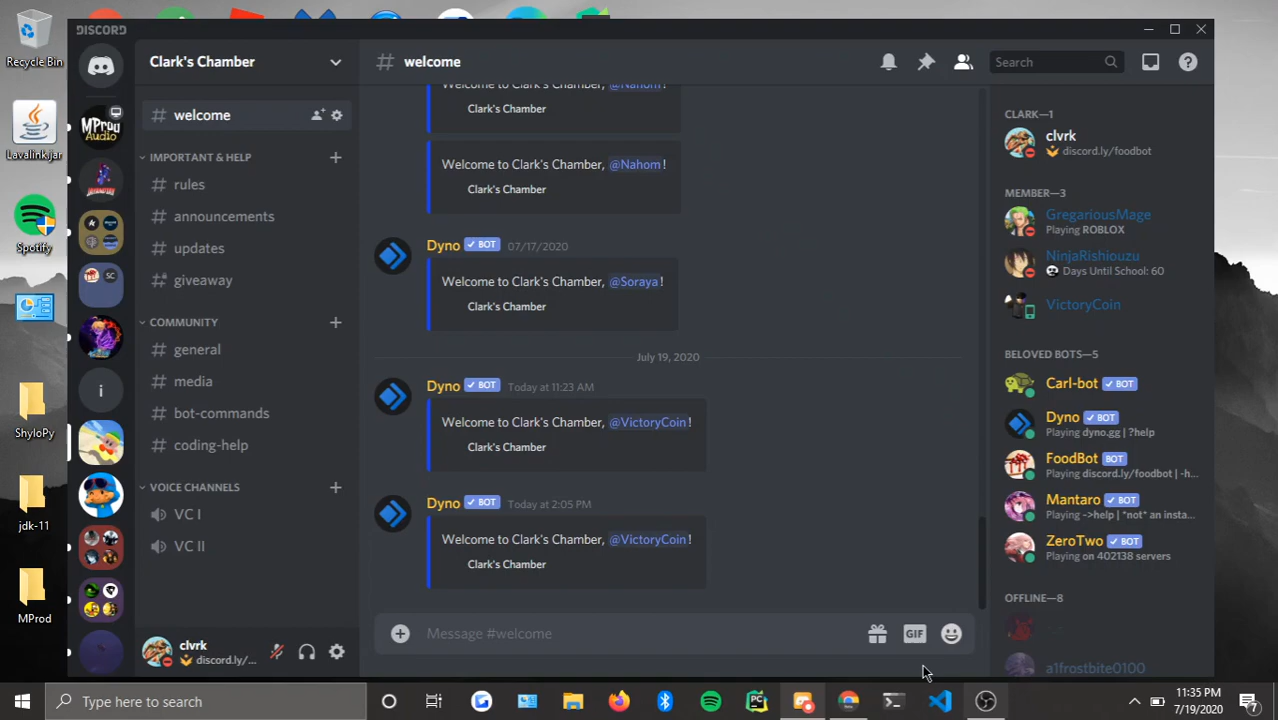 Recycle Bin
Lavalink.jar
Spotify
ShyloPy
jdk-11
MProd
DISCORD
MProd
Audio
SC
i
Clark's Chamber
# welcome
IMPORTANT & HELP
# rules
# announcements
# updates
# giveaway
COMMUNITY
# general
# media
# bot-commands
# coding-help
VOICE CHANNELS
VC I
VC II
clvrk
discord.ly/...
# welcome
Search
Welcome to Clark's Chamber, @Nahom!
Clark's Chamber
Welcome to Clark's Chamber, @Nahom!
Clark's Chamber
Dyno ✓ BOT 07/17/2020
Welcome to Clark's Chamber, @Soraya!
Clark's Chamber
July 19, 2020
Dyno ✓ BOT Today at 11:23 AM
Welcome to Clark's Chamber, @VictoryCoin!
Clark's Chamber
Dyno ✓ BOT Today at 2:05 PM
Welcome to Clark's Chamber, @VictoryCoin!
Clark's Chamber
Message #welcome
GIF
CLARK—1
clvrk
discord.ly/foodbot
MEMBER—3
GregariousMage
Playing ROBLOX
NinjaRishiouzu
Days Until School: 60
VictoryCoin
BELOVED BOTS—5
Carl-bot ✓ BOT
Dyno ✓ BOT
Playing dyno.gg | ?help
FoodBot BOT
Playing discord.ly/foodbot | -h...
Mantaro ✓ BOT
Playing ->help | *not* an insta...
ZeroTwo ✓ BOT
Playing on 402138 servers
OFFLINE—8
a1frostbite0100
Type here to search
PC
11:35 PM
7/19/2020
7